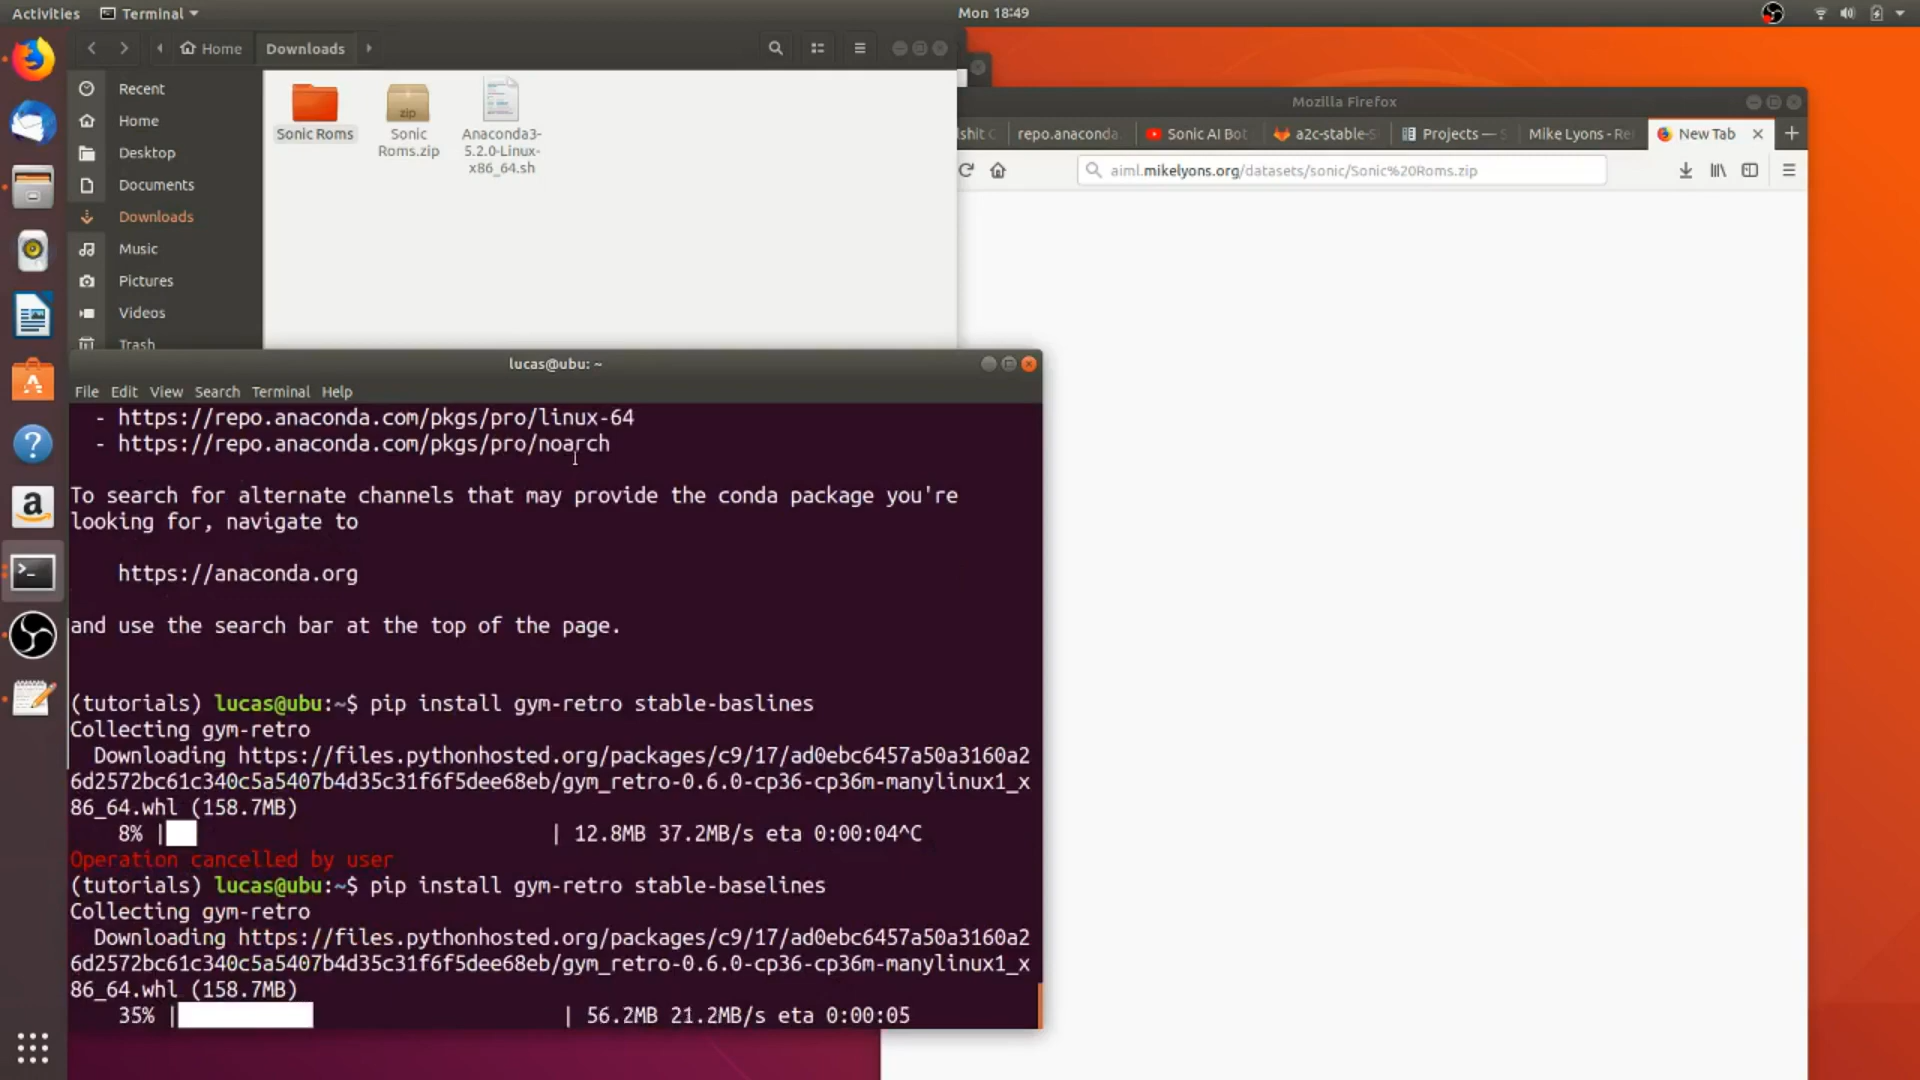 Activities
Terminal
Mon 18:49
Home
Downloads
Recent
Home
Desktop
Documents
Downloads
Music
Pictures
Videos
Trash
Sonic Roms
zip
Sonic
Roms.zip
Anaconda3-
5.2.0-Linux-
x86_64.sh
Mozilla Firefox
lshit C
repo.anaconda.
Sonic AI Bot
a2c-stable-S
Projects —
Mike Lyons - Re
New Tab
aiml.mikelyons.org/datasets/sonic/Sonic%20Roms.zip
lucas@ubu: ~
File Edit View Search Terminal Help
- https://repo.anaconda.com/pkgs/pro/linux-64
- https://repo.anaconda.com/pkgs/pro/noarch
To search for alternate channels that may provide the conda package you're
looking for, navigate to
https://anaconda.org
and use the search bar at the top of the page.
(tutorials) lucas@ubu:~$ pip install gym-retro stable-baslines
Collecting gym-retro
Downloading https://files.pythonhosted.org/packages/c9/17/ad0ebc6457a50a3160a2
6d2572bc61c340c5a5407b4d35c31f6f5dee68eb/gym_retro-0.6.0-cp36-cp36m-manylinux1_x
86_64.whl (158.7MB)
8% | | 12.8MB 37.2MB/s eta 0:00:04^C
Operation cancelled by user
(tutorials) lucas@ubu:~$ pip install gym-retro stable-baselines
Collecting gym-retro
Downloading https://files.pythonhosted.org/packages/c9/17/ad0ebc6457a50a3160a2
6d2572bc61c340c5a5407b4d35c31f6f5dee68eb/gym_retro-0.6.0-cp36-cp36m-manylinux1_x
86_64.whl (158.7MB)
35% | | 56.2MB 21.2MB/s eta 0:00:05